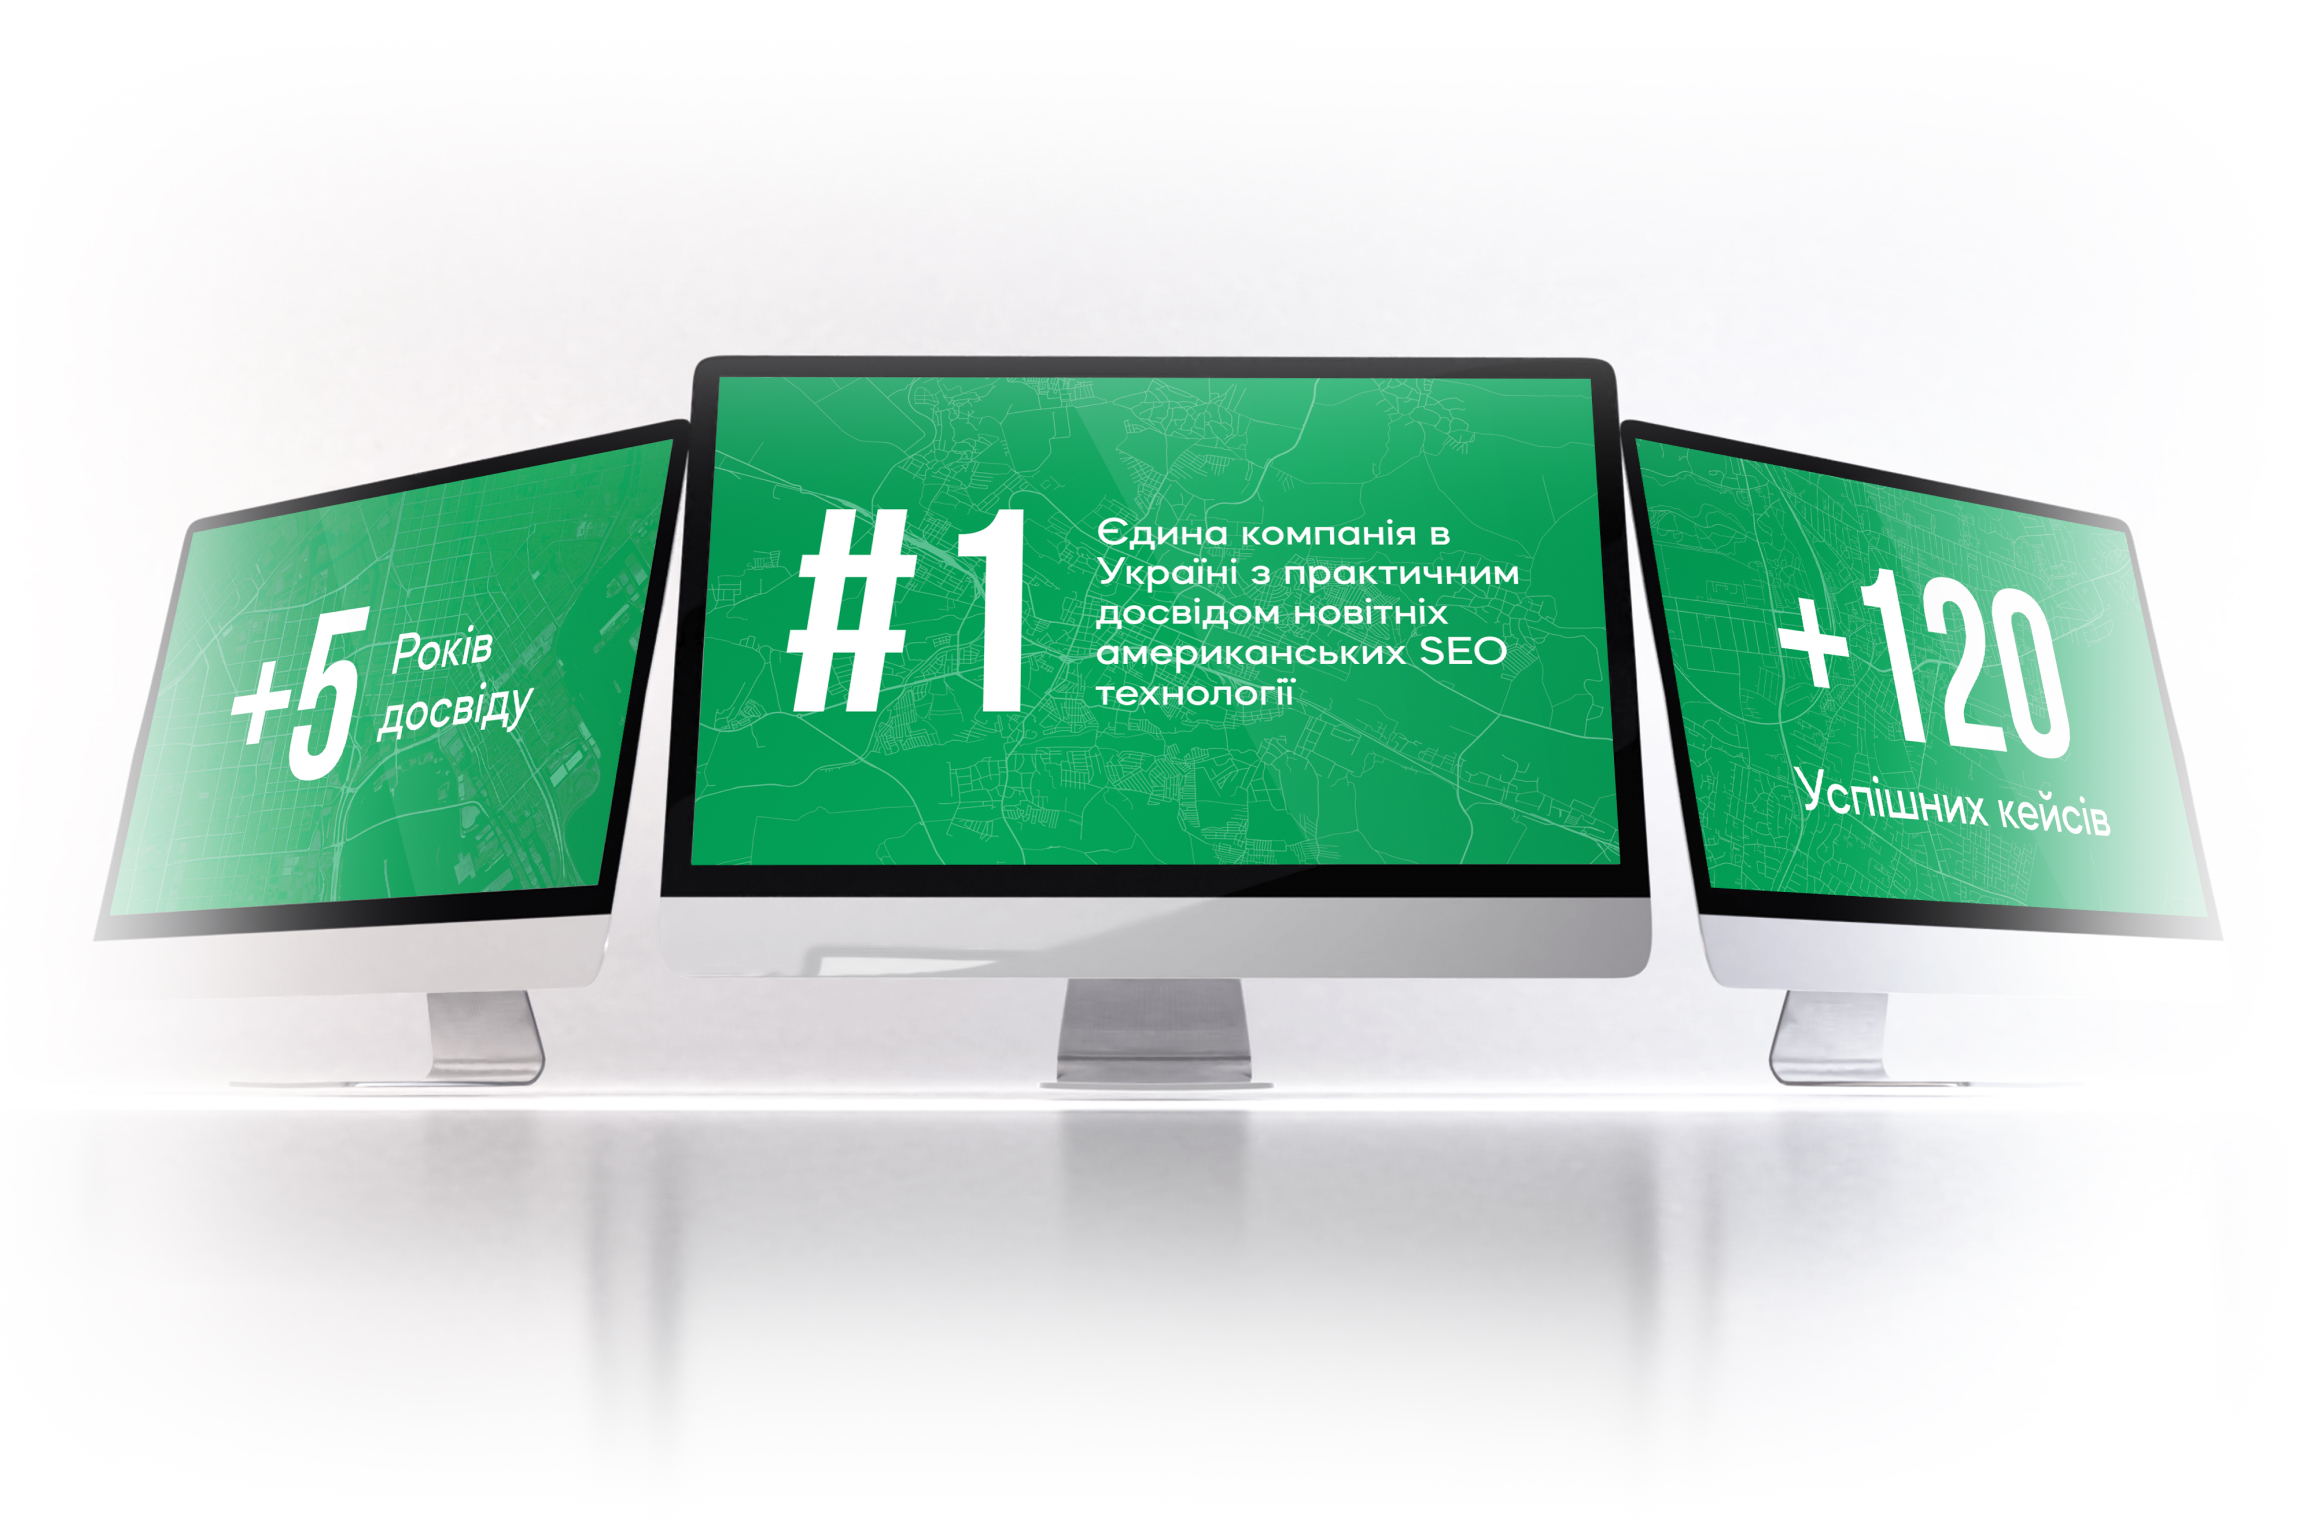 +5
Років
досвіду
#1
Єдина компанія в
Україні з практичним
досвідом новітніх
американських SEO
технології
+120
Успішних кейсів